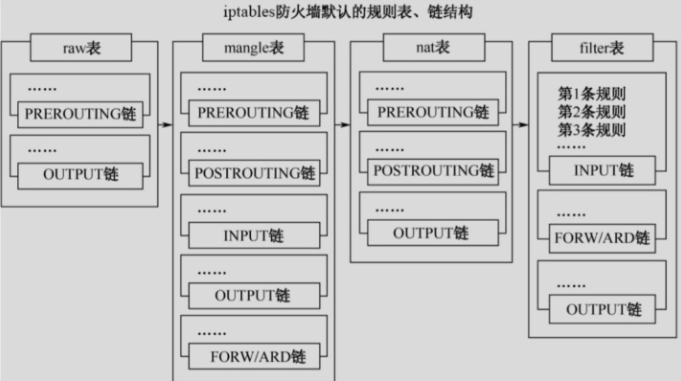 iptables防火墙默认的规则表、链结构
raw表
……
PREROUTING链
……
OUTPUT链
mangle表
……
PREROUTING链
……
POSTROUTING链
……
INPUT链
……
OUTPUT链
……
FORW/ARD链
nat表
……
PREROUTING链
……
POSTROUTING链
……
OUTPUT链
filter表
第1条规则
第2条规则
第3条规则
……
INPUT链
……
FORW/ARD链
……
OUTPUT链